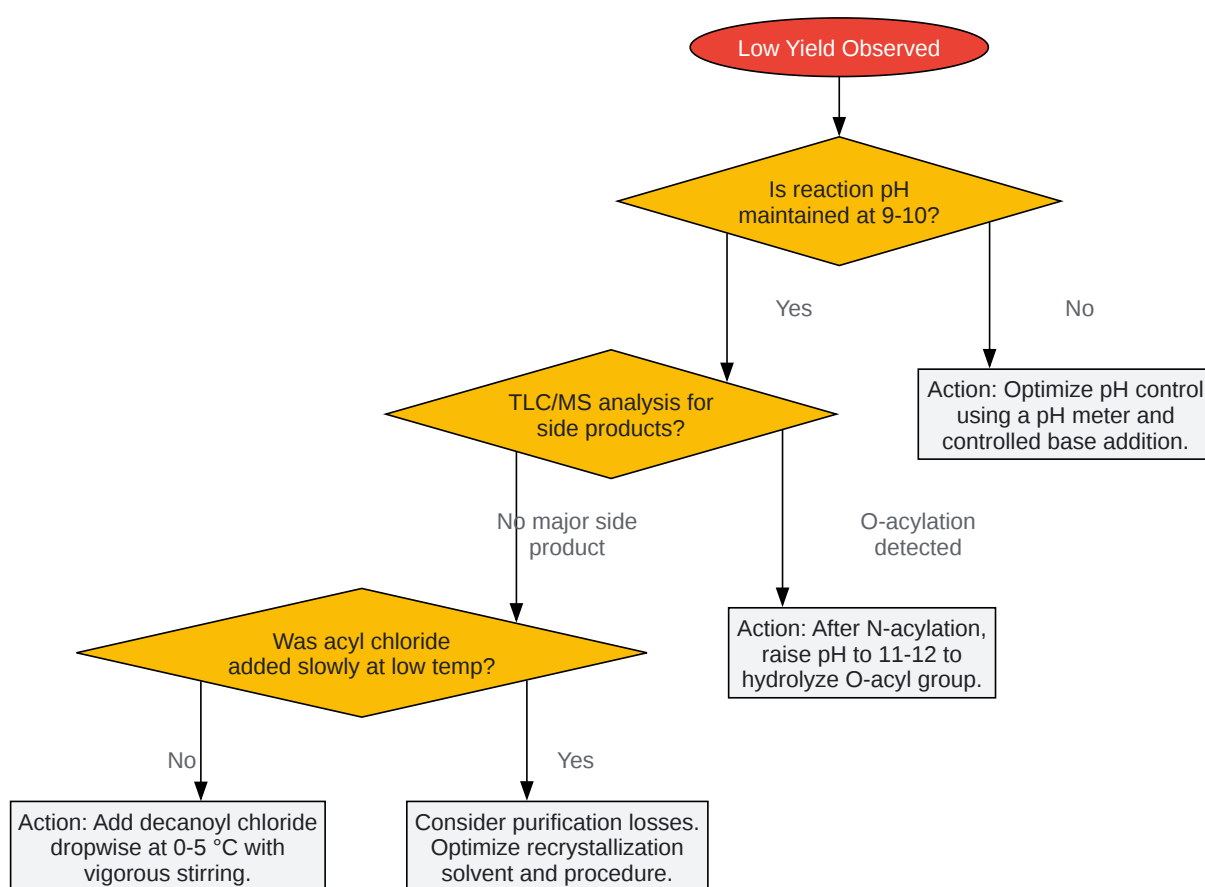 Low Yield Observed
Is reaction pH
maintained at 9-10?
Yes
No
Action: Optimize pH control
using a pH meter and
controlled base addition.
TLC/MS analysis for
side products?
No major side
product
O-acylation
detected
Action: After N-acylation,
raise pH to 11-12 to
hydrolyze O-acyl group.
Was acyl chloride
added slowly at low temp?
No
Yes
Action: Add decanoyl chloride
dropwise at 0-5 °C with
vigorous stirring.
Consider purification losses.
Optimize recrystallization
solvent and procedure.